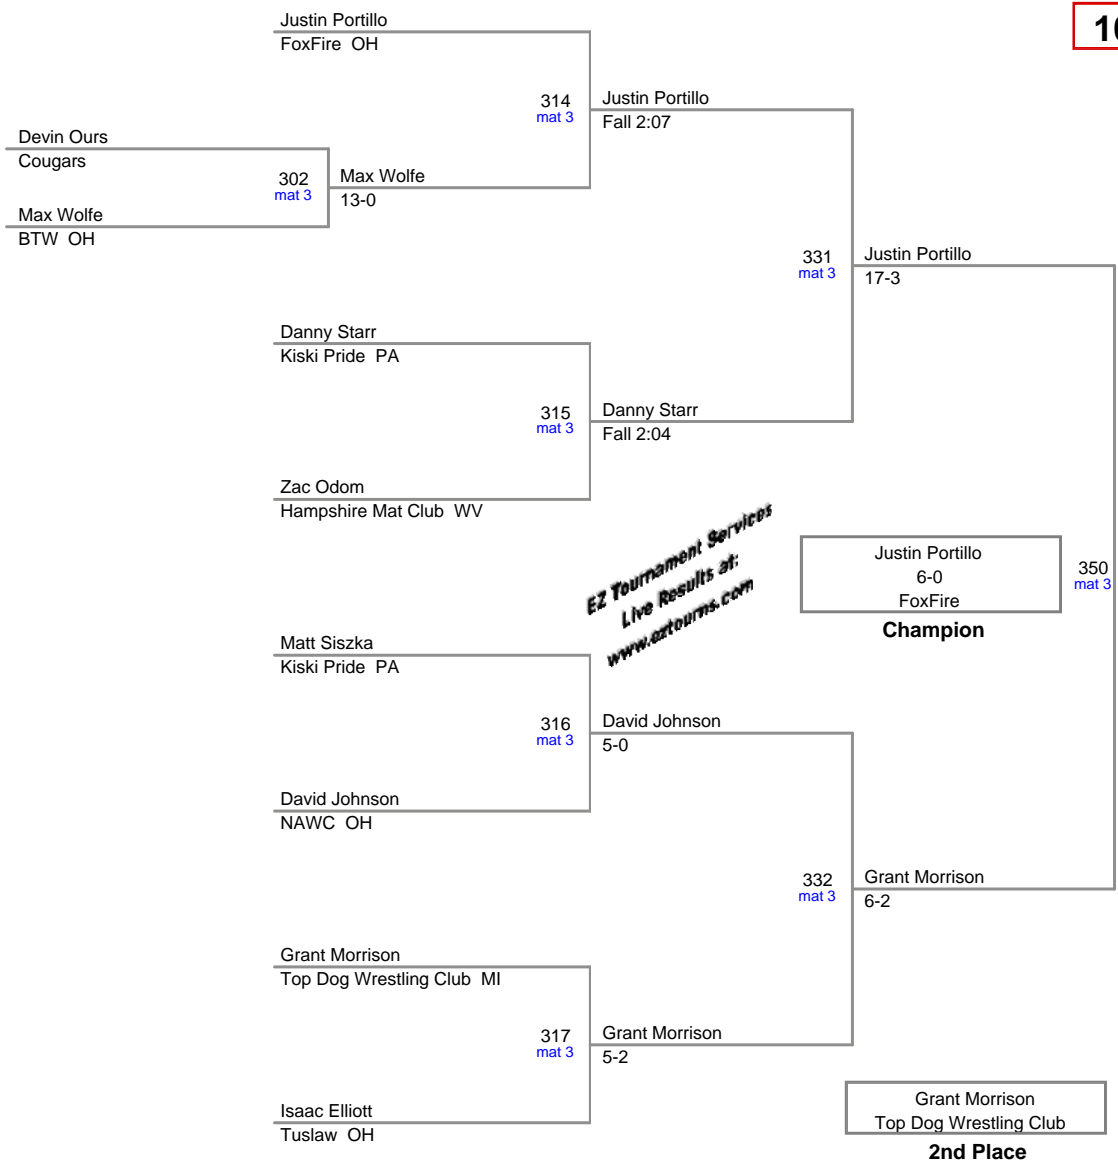 Justin Portillo
FoxFire  OH
314
mat 3
Justin Portillo
Fall 2:07
Devin Ours
Cougars
302
mat 3
Max Wolfe
13-0
Max Wolfe
BTW  OH
331
mat 3
Justin Portillo
17-3
Danny Starr
Kiski Pride  PA
315
mat 3
Danny Starr
Fall 2:04
Zac Odom
Hampshire Mat Club  WV
EZ Tournament Services
Live Results at:
www.eztourns.com
Justin Portillo
6-0
FoxFire
Champion
350
mat 3
Matt Siszka
Kiski Pride  PA
316
mat 3
David Johnson
5-0
David Johnson
NAWC  OH
332
mat 3
Grant Morrison
6-2
Grant Morrison
Top Dog Wrestling Club  MI
317
mat 3
Grant Morrison
5-2
Isaac Elliott
Tuslaw  OH
Grant Morrison
Top Dog Wrestling Club
2nd Place